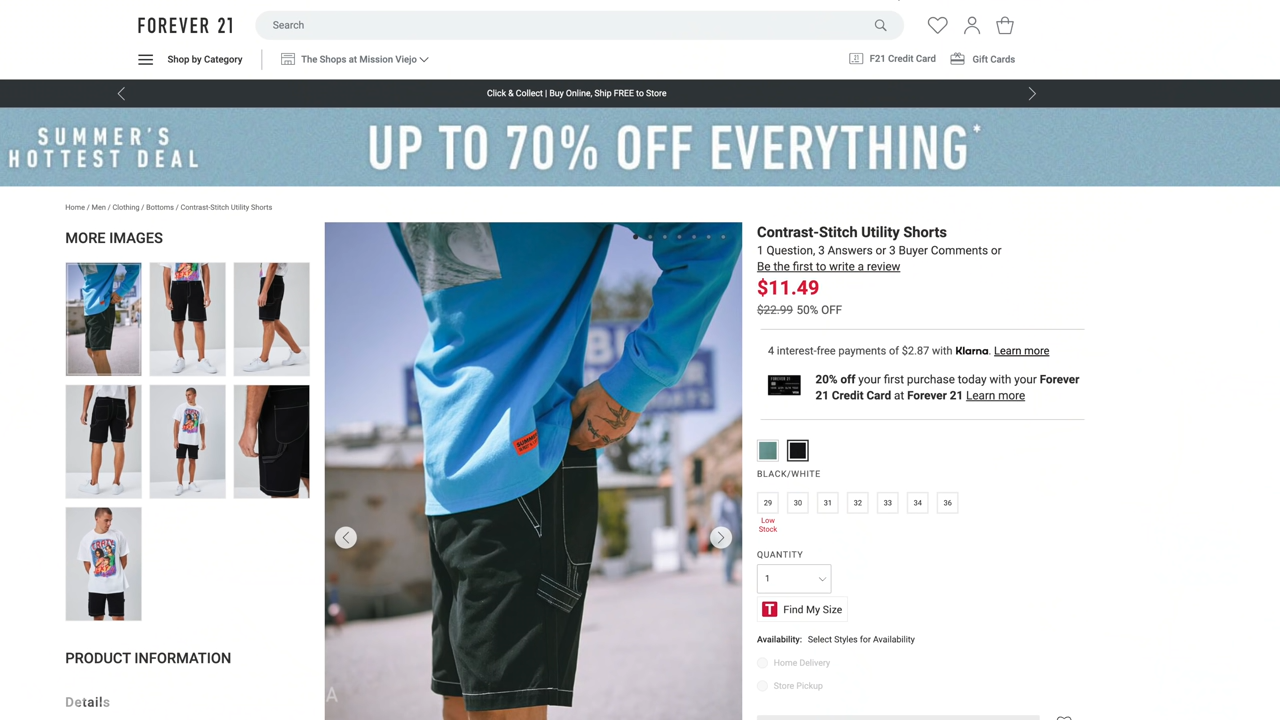 FOREVER 21
Search
Shop by Category
The Shops at Mission Viejo
F21 Credit Card
Gift Cards
Click & Collect | Buy Online, Ship FREE to Store
SUMMER'S
HOTTEST DEAL
UP TO 70% OFF EVERYTHING*
Home / Men / Clothing / Bottoms / Contrast-Stitch Utility Shorts
MORE IMAGES
Contrast-Stitch Utility Shorts
1 Question, 3 Answers or 3 Buyer Comments or
Be the first to write a review
$11.49
$22.99 50% OFF
4 interest-free payments of $2.87 with Klarna. Learn more
20% off your first purchase today with your Forever
21 Credit Card at Forever 21 Learn more
BLACK/WHITE
29 30 31 32 33 34 36
Low
Stock
QUANTITY
1
T Find My Size
Availability: Select Styles for Availability
Home Delivery
Store Pickup
PRODUCT INFORMATION
Details
A